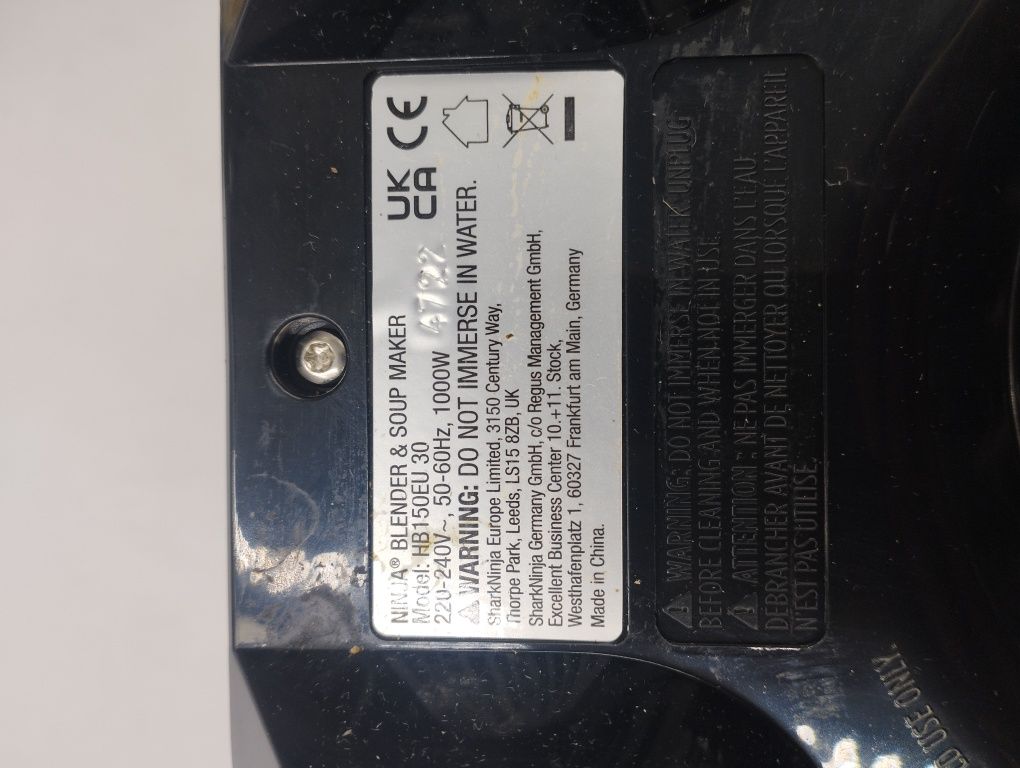 NINJA® BLENDER & SOUP MAKER
Model: HB150EU 30
220-240V~, 50-60Hz, 1000W
4722
UK
CA
CE
⚠ WARNING: DO NOT IMMERSE IN WATER.
SharkNinja Europe Limited, 3150 Century Way,
Thorpe Park, Leeds, LS15 8ZB, UK
SharkNinja Germany GmbH, c/o Regus Management GmbH,
Excellent Business Center 10.+11. Stock,
Westhafenplatz 1, 60327 Frankfurt am Main, Germany
Made in China.
⚠ WARNING: DO NOT IMMERSE IN WATER. UNPLUG
BEFORE CLEANING AND WHEN NOT IN USE.
⚠ ATTENTION : NE PAS IMMERGER DANS L'EAU.
DÉBRANCHER AVANT DE NETTOYER OU LORSQUE L'APPAREIL
N'EST PAS UTILISÉ.
USE ONLY.